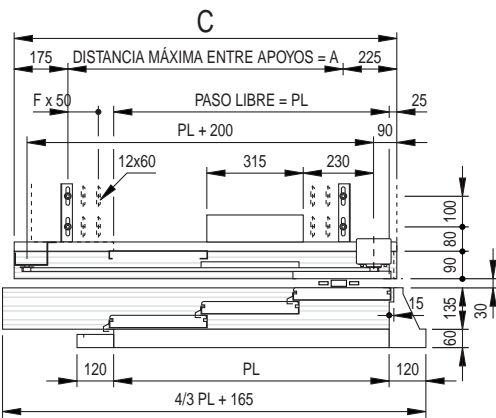 C
175 DISTANCIA MÁXIMA ENTRE APOYOS = A 225
F x 50 PASO LIBRE = PL 25
PL + 200 90
12x60 315 230
100
80
90
30
15
135
60
120 PL 120
4/3 PL + 165